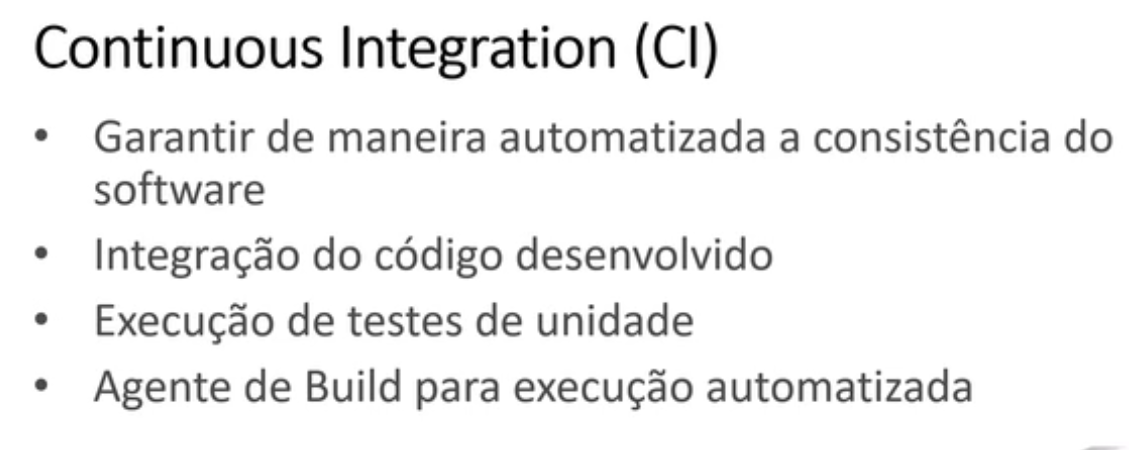 Continuous Integration (CI)
• Garantir de maneira automatizada a consistência do
software
• Integração do código desenvolvido
• Execução de testes de unidade
• Agente de Build para execução automatizada